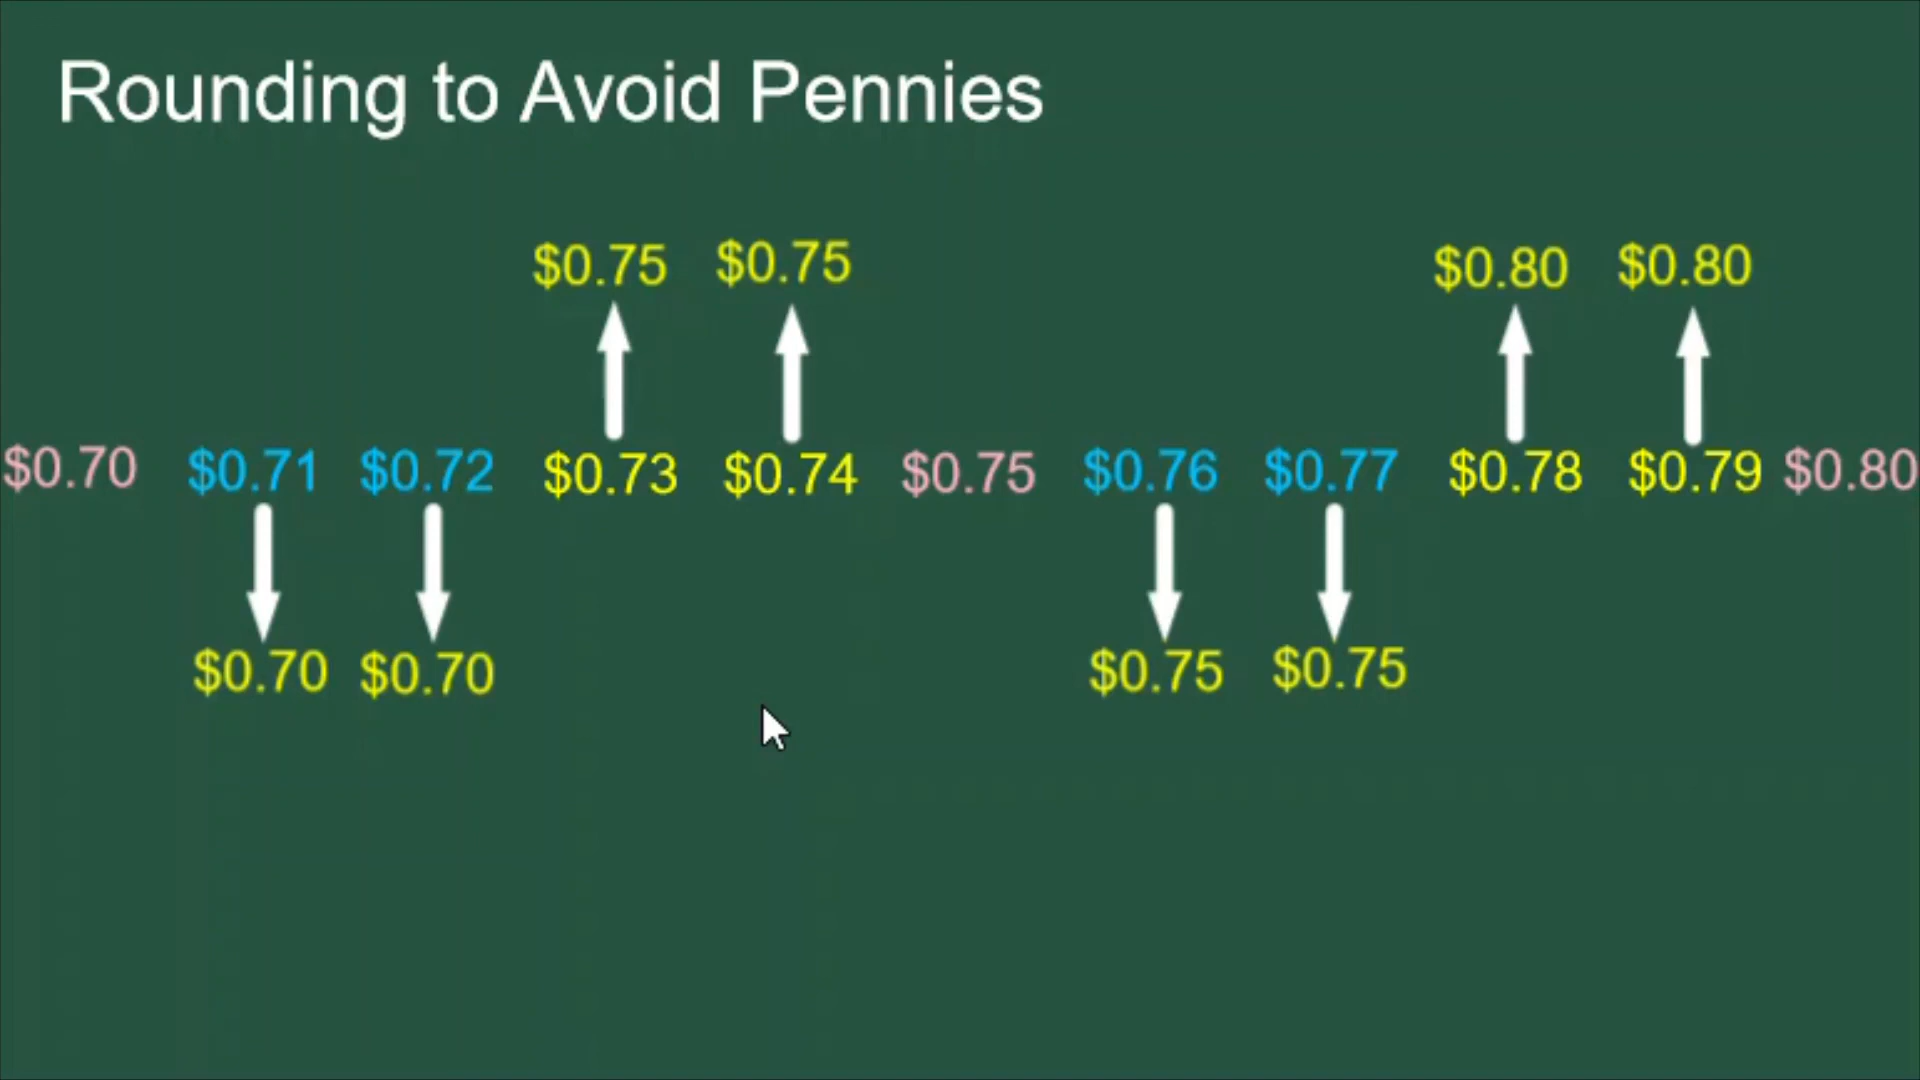 Rounding to Avoid Pennies
$0.75 $0.75 $0.80 $0.80
$0.70 $0.71 $0.72 $0.73 $0.74 $0.75 $0.76 $0.77 $0.78 $0.79 $0.80
$0.70 $0.70 $0.75 $0.75